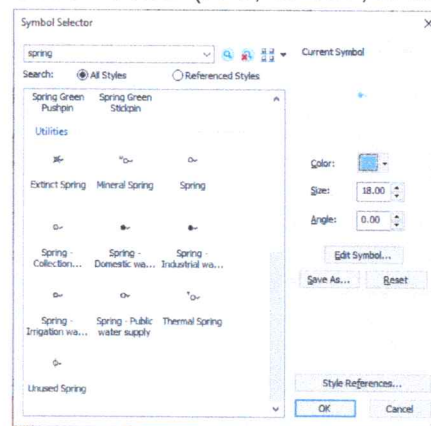 Symbol Selector
spring
Current Symbol
Search: All Styles Referenced Styles
Spring Green Pushpin
Spring Green Stickpin
Utilities
Extinct Spring
Mineral Spring
Spring
Spring - Collection...
Spring - Domestic wa...
Spring - Industrial wa...
Spring - Irrigation wa...
Spring - Public water supply
Thermal Spring
Unused Spring
Color:
Size: 18.00
Angle: 0.00
Edit Symbol...
Save As... Reset
Style References...
OK Cancel